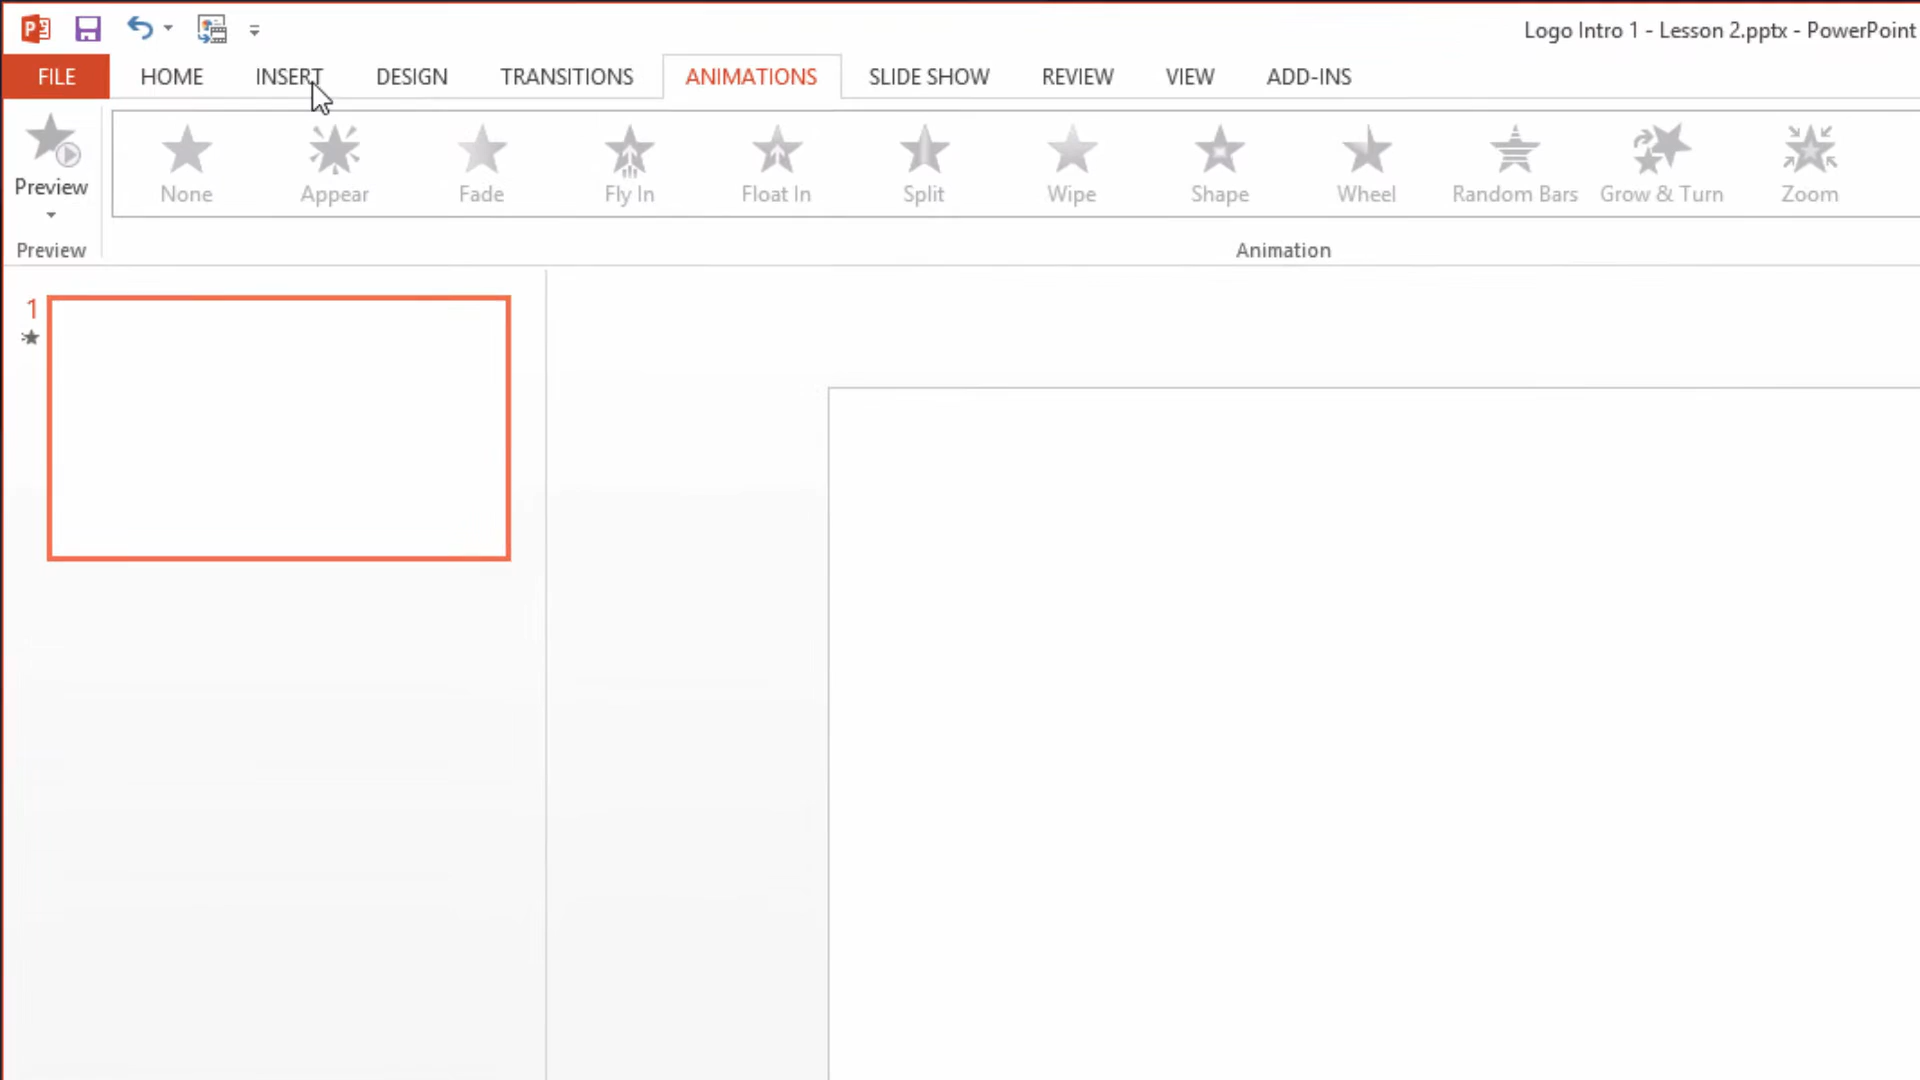 Logo Intro 1 - Lesson 2.pptx - PowerPoint
FILE HOME INSERT DESIGN TRANSITIONS ANIMATIONS SLIDE SHOW REVIEW VIEW ADD-INS
Preview None Appear Fade Fly In Float In Split Wipe Shape Wheel Random Bars Grow & Turn Zoom
Preview Animation
1